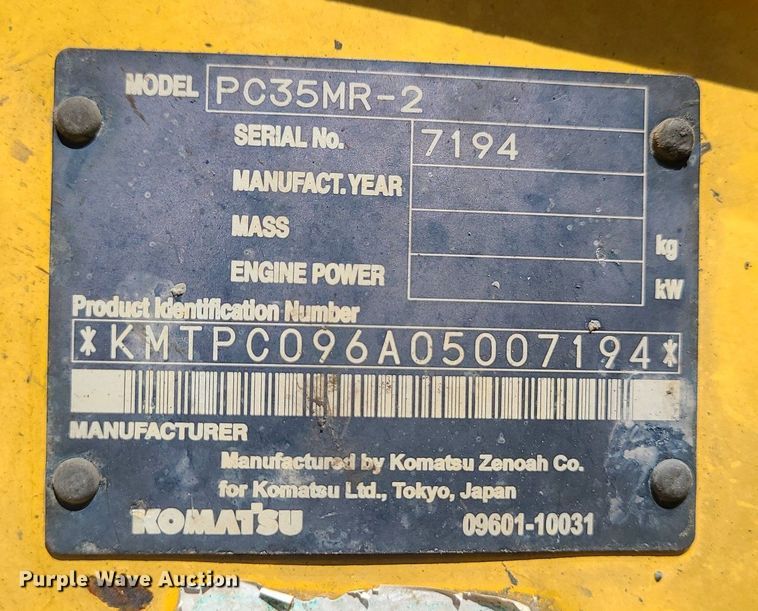 MODEL PC35MR-2
SERIAL No. 7194
MANUFACT. YEAR
MASS kg
ENGINE POWER kW
Product Identification Number
*KMTPC096A05007194*
MANUFACTURER
Manufactured by Komatsu Zenoah Co.
for Komatsu Ltd., Tokyo, Japan
KOMATSU 09601-10031
Purple Wave Auction